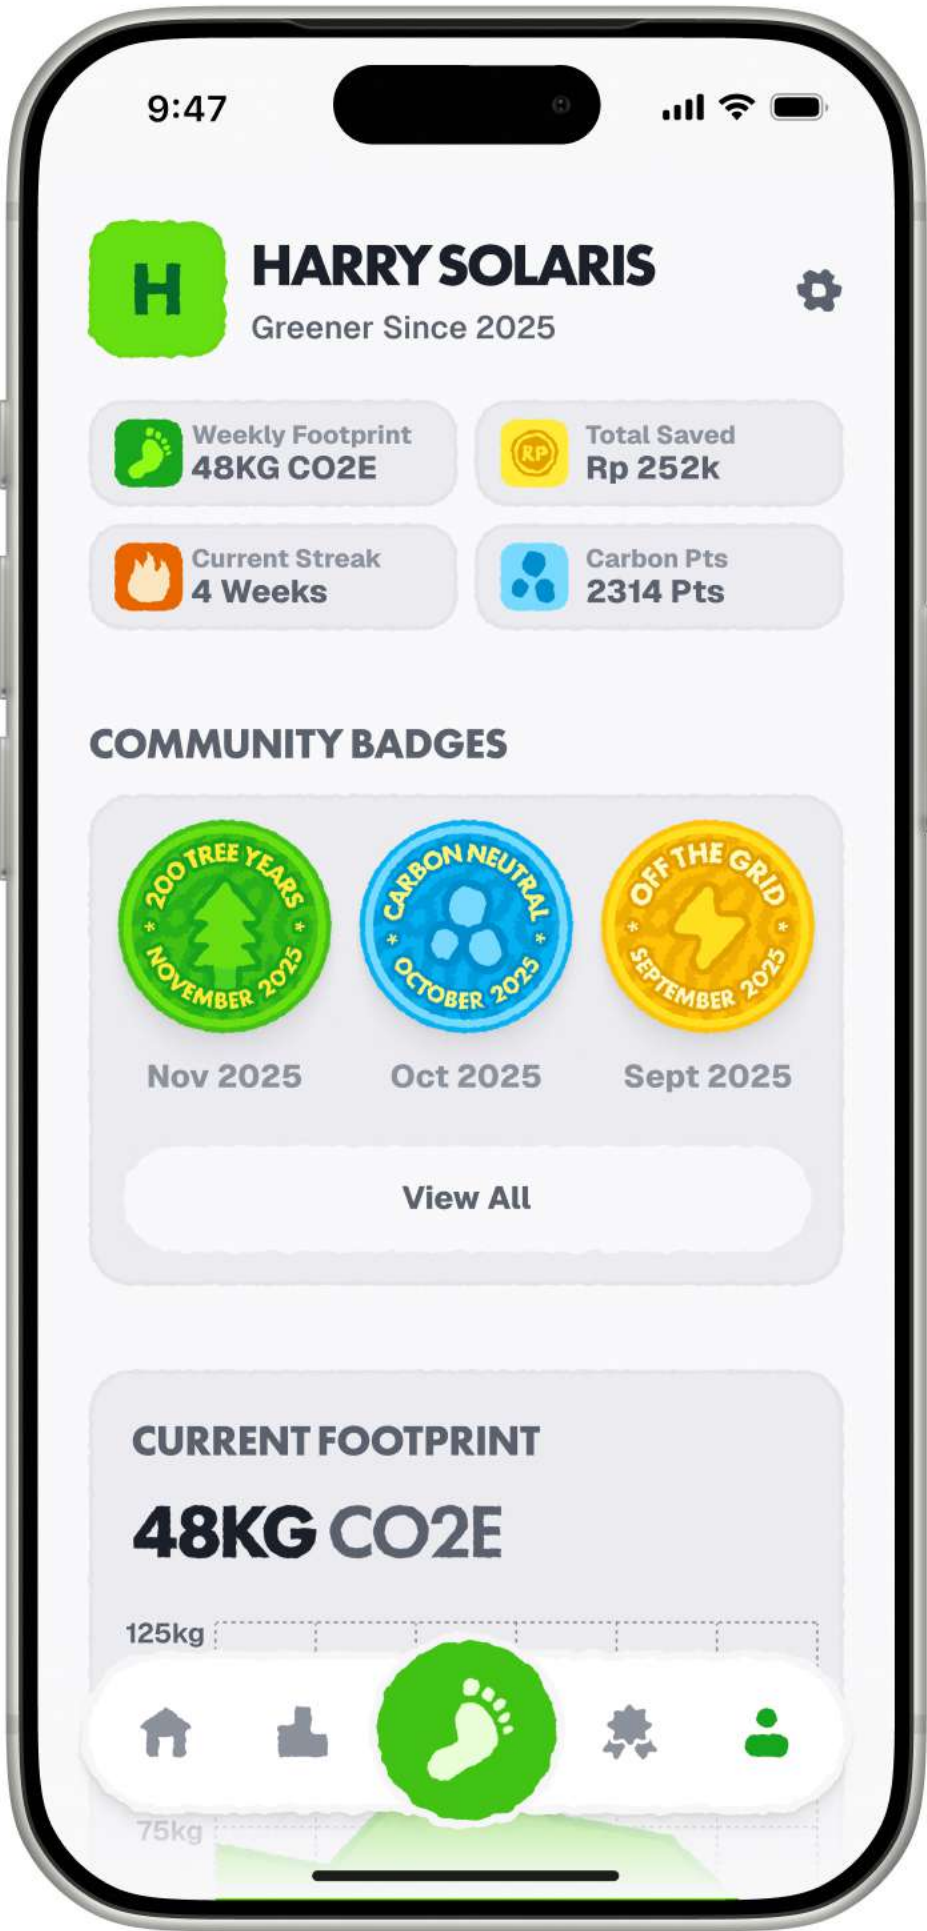 9:47
H
HARRY SOLARIS
Greener Since 2025
Weekly Footprint
48KG CO2E
Total Saved
RP
Rp 252k
Current Streak
4 Weeks
Carbon Pts
2314 Pts
COMMUNITY BADGES
200 TREE YEARS
* *
NOVEMBER 2025
CARBON NEUTRAL
* *
OCTOBER 2025
OFF THE GRID
* *
SEPTEMBER 2025
Nov 2025
Oct 2025
Sept 2025
View All
CURRENT FOOTPRINT
48KG CO2E
125kg
75kg